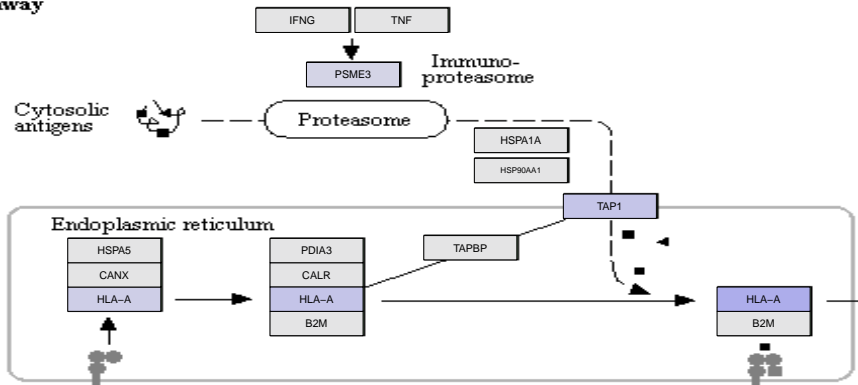 IFNG TNF
PSME3
Immuno-
proteasome
Cytosolic
antigens
Proteasome
HSPA1A
HSP90AA1
TAP1
Endoplasmic reticulum
HSPA5
CANX
HLA-A
PDIA3
CALR
HLA-A
B2M
TAPBP
HLA-A
B2M